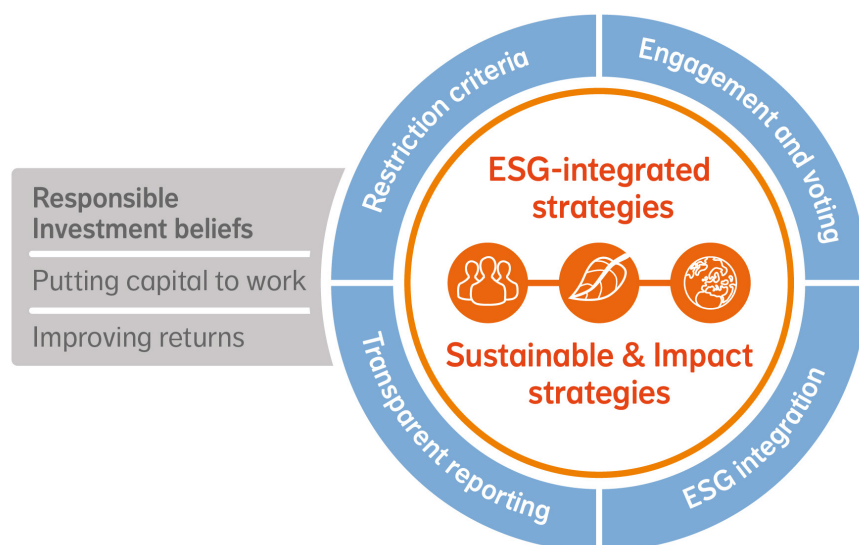 Restriction criteria
Engagement and voting
Responsible
Investment beliefs
Putting capital to work
Improving returns
ESG-integrated
strategies
Sustainable & Impact
strategies
Transparent reporting
ESG integration